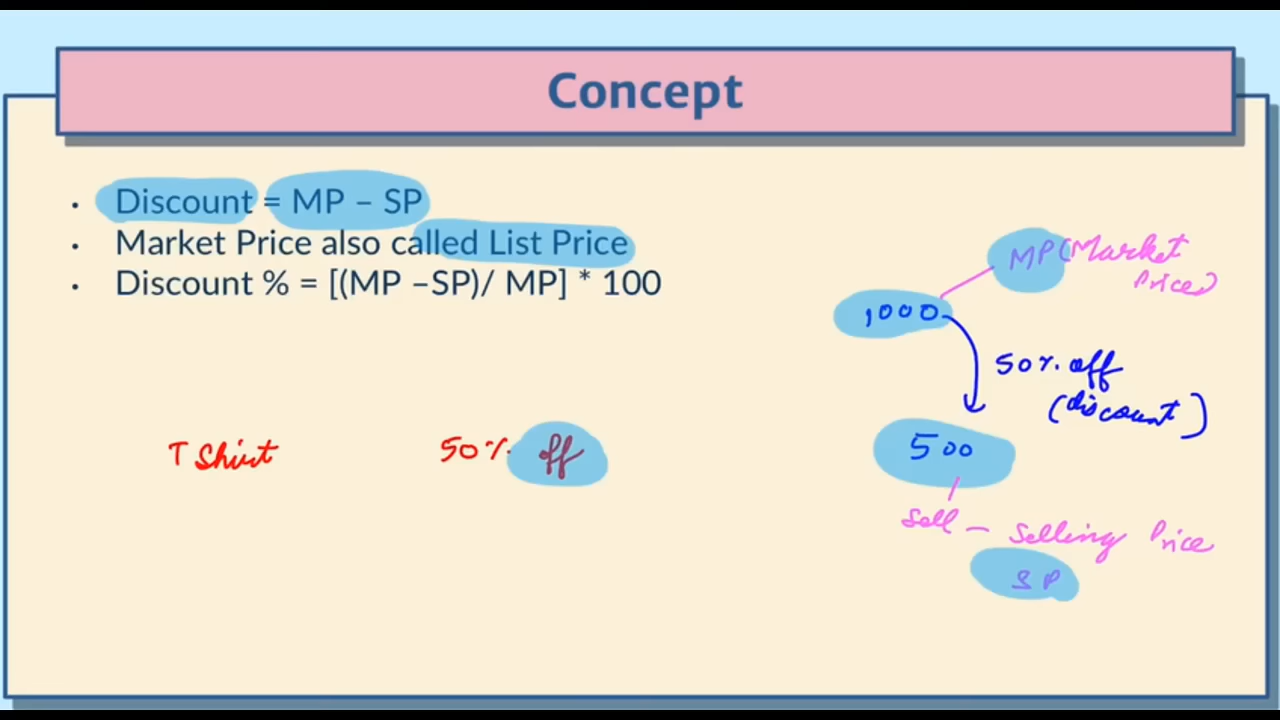 Concept
• Discount = MP – SP
• Market Price also called List Price
• Discount % = [(MP –SP)/ MP] * 100
MP (Market
Price)
1000
50% off
(discount)
T Shirt 50% off
500
Sell – Selling Price
SP